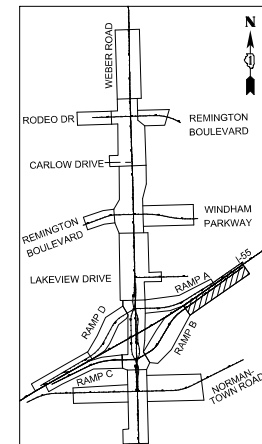 N
WEBER ROAD
RODEO DR
REMINGTON
BOULEVARD
CARLOW DRIVE
REMINGTON
BOULEVARD
WINDHAM
PARKWAY
LAKEVIEW DRIVE
I-55
RAMP A
RAMP D
RAMP B
RAMP C
NORMAN-
TOWN ROAD